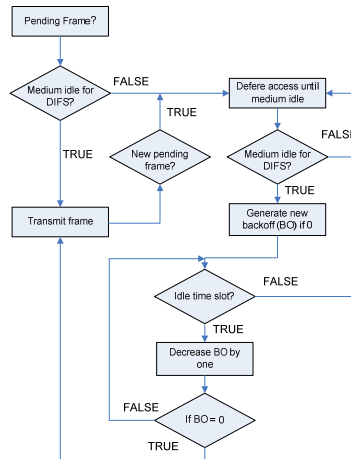 Pending Frame?
Medium idle for
DIFS?
FALSE
TRUE
Transmit frame
New pending
frame?
TRUE
Defere access until
medium idle
Medium idle for
DIFS?
FALSE
TRUE
Generate new
backoff (BO) if 0
Idle time slot?
FALSE
TRUE
Decrease BO by
one
If BO = 0
FALSE
TRUE